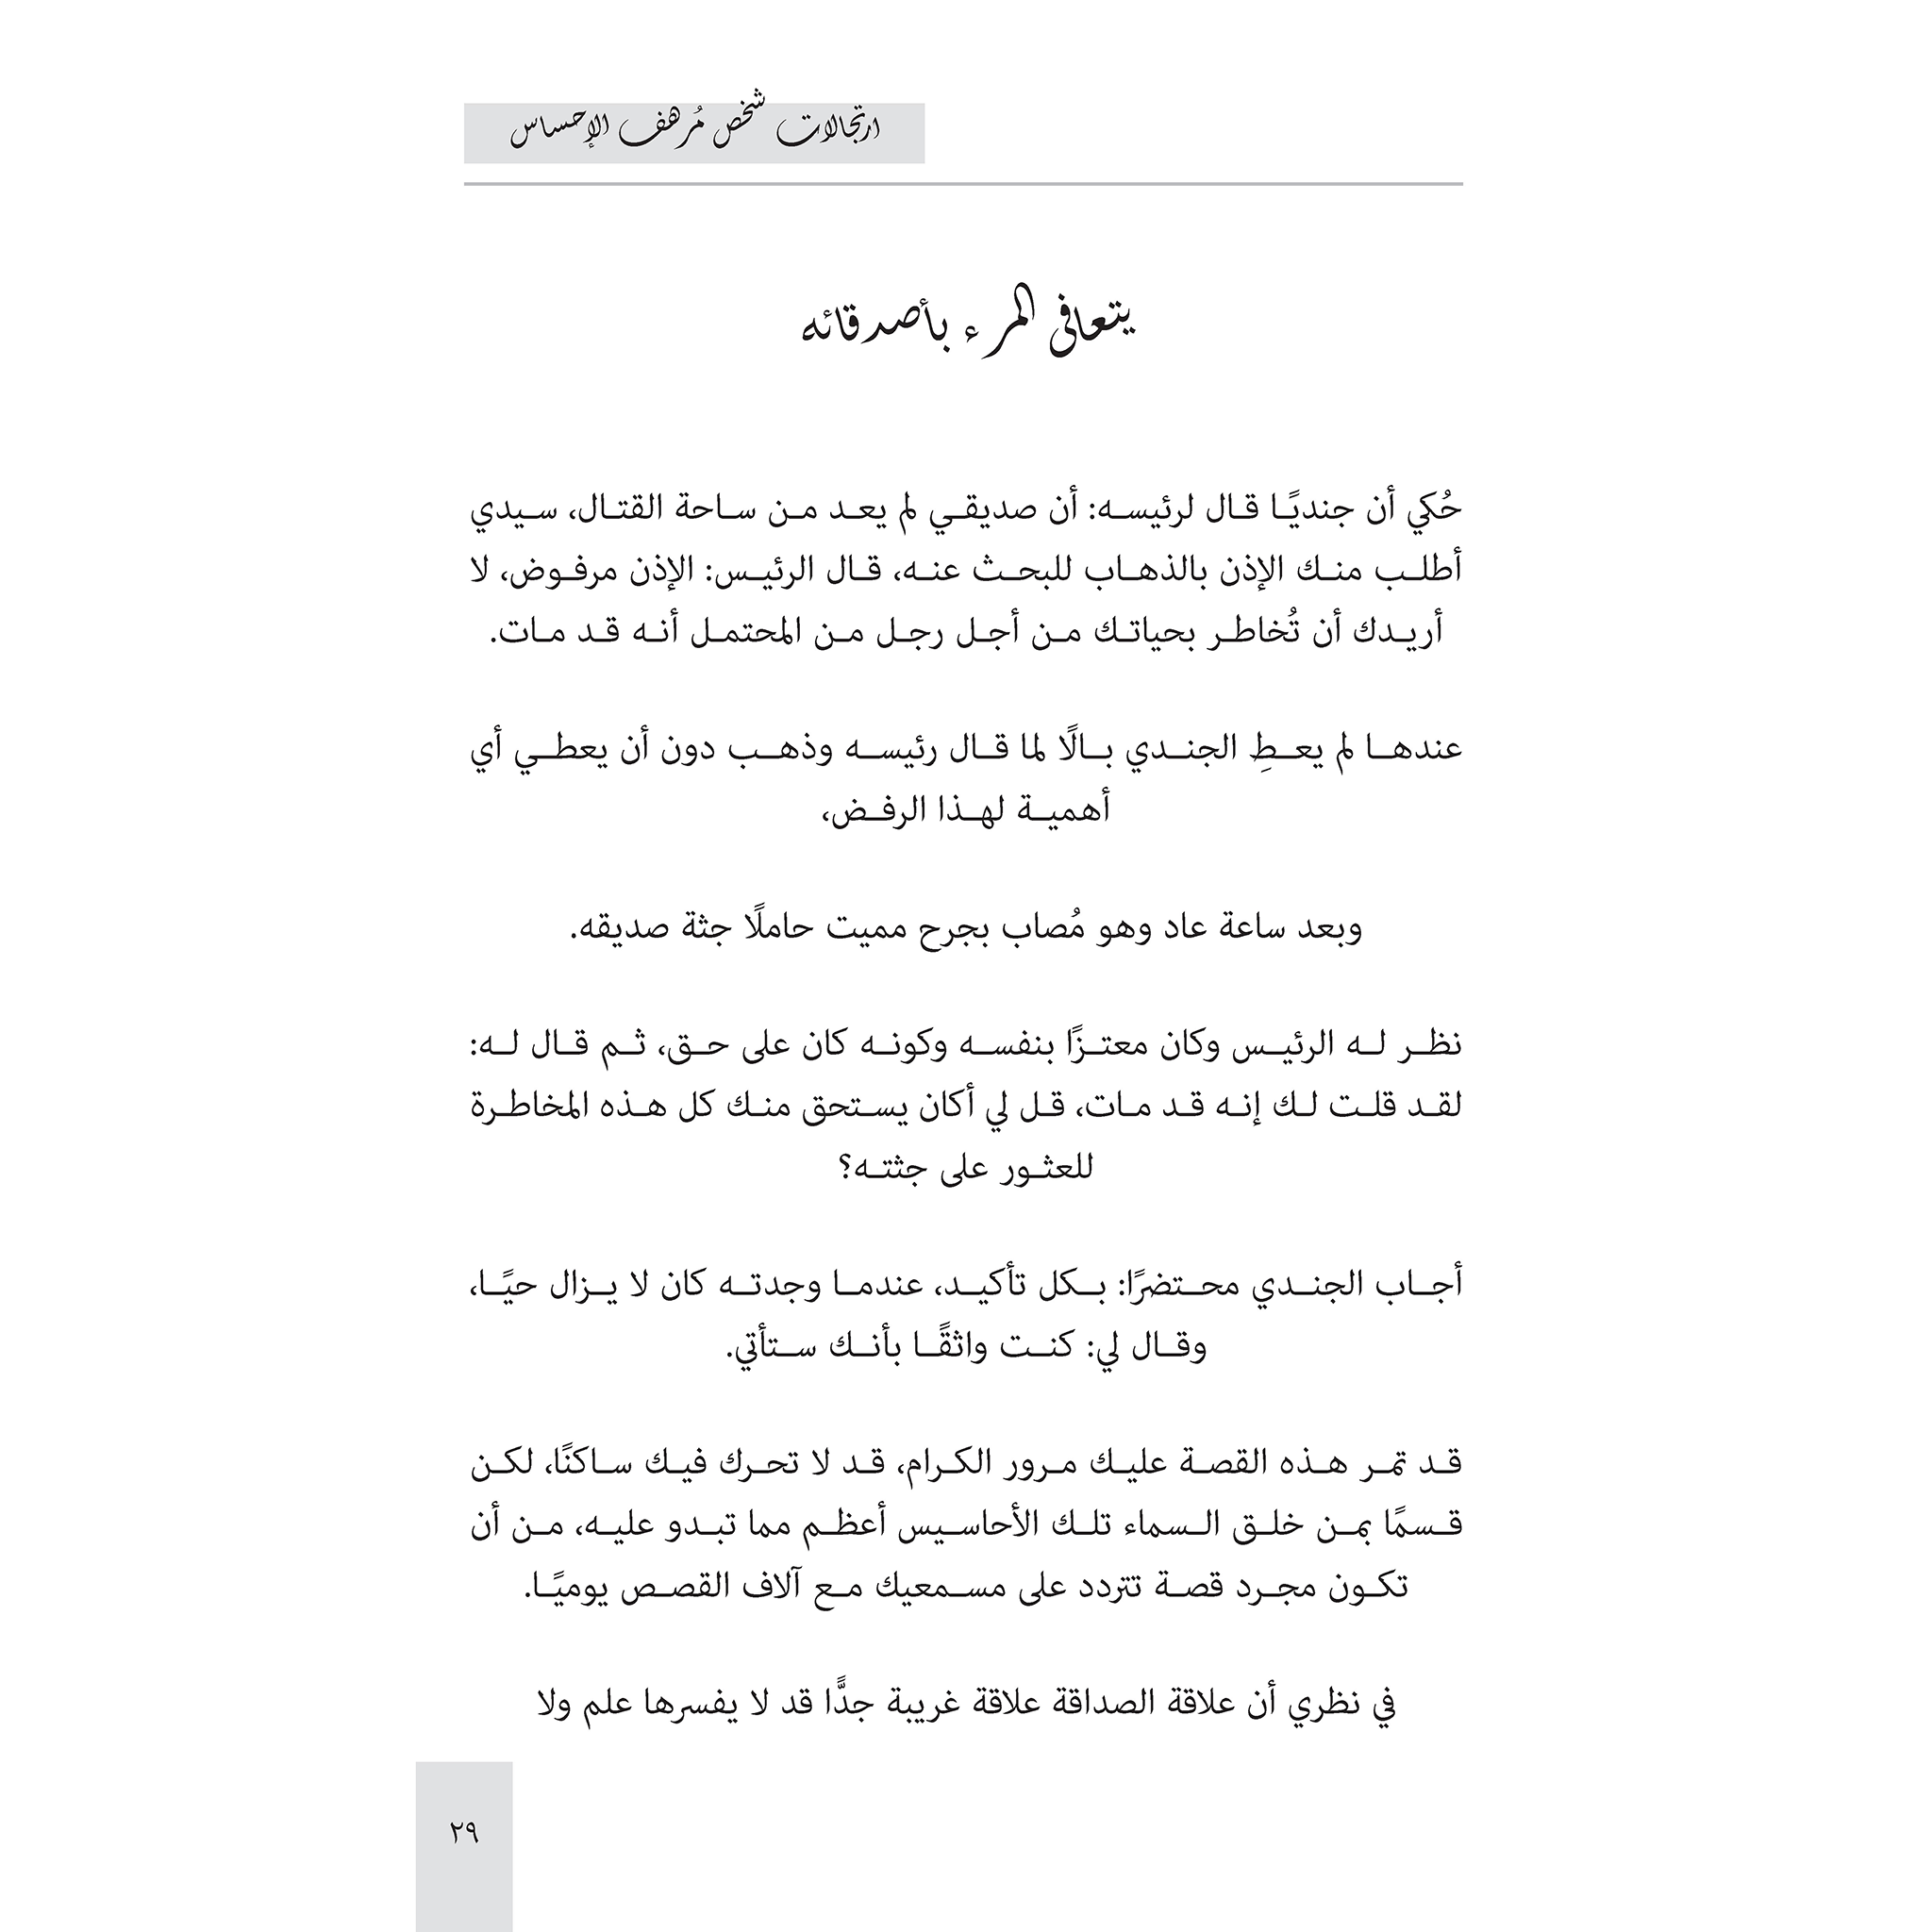 ارتجالات شخص مُرهف الإحساس
يتعافى المرء بأصدقائه
حُكي أن جنديًا قال لرئيسه: أن صديقي لم يعد من ساحة القتال، سيدي
أطلب منك الإذن بالذهاب للبحث عنه، قال الرئيس: الإذن مرفوض، لا
أريدك أن تُخاطر بحياتك من أجل رجل من المحتمل أنه قد مات.
عندها لم يعطِ الجندي بالًا لما قال رئيسه وذهب دون أن يعطي أي
أهمية لهذا الرفض،
وبعد ساعة عاد وهو مُصاب بجرح مميت حاملًا جثة صديقه.
نظر له الرئيس وكان معتزًا بنفسه وكونه كان على حق، ثم قال له:
لقد قلت لك إنه قد مات، قل لي أكان يستحق منك كل هذه المخاطرة
للعثور على جثته؟
أجاب الجندي محتضرًا: بكل تأكيد، عندما وجدته كان لا يزال حيًا،
وقال لي: كنت واثقًا بأنك ستأتي.
قد تمر هذه القصة عليك مرور الكرام، قد لا تحرك فيك ساكنًا، لكن
قسمًا بمن خلق السماء تلك الأحاسيس أعظم مما تبدو عليه، من أن
تكون مجرد قصة تتردد على مسمعيك مع آلاف القصص يوميًا.
في نظري أن علاقة الصداقة علاقة غريبة جدًّا قد لا يفسرها علم ولا
٢٩